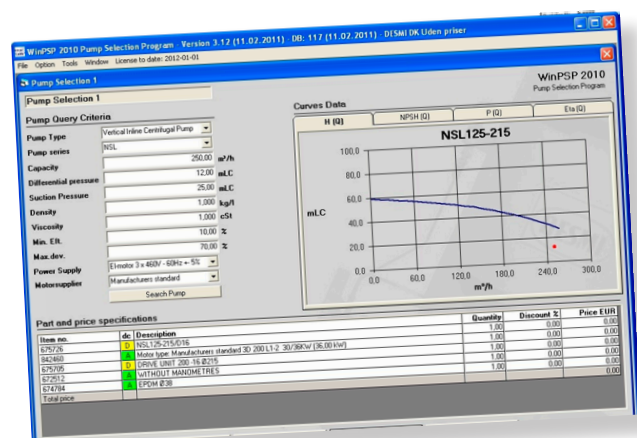 WinPSP 2010 Pump Selection Program - Version 3.12 (11.02.2011) - DB: 117 (11.02.2011) - DESMI DK Uden priser
File Option Tools Window License to date: 2012-01-01
Pump Selection 1
Pump Selection 1
WinPSP 2010
Pump Selection Program
Pump Query Criteria
Pump Type Vertical Inline Centrifugal Pump
Pump series NSL
Capacity 250,00 m³/h
Differential pressure 12,00 mLC
Suction Pressure 25,00 mLC
Density 1,000 kg/l
Viscosity 1,000 cSt
Min. Eff. 10,00 %
Max.dev. 70,00 %
Power Supply El-motor 3 x 460V - 60Hz +- 5%
Motorsupplier Manufacturers standard
Search Pump
Curves Data
H (Q) NPSH (Q) P (Q) Eta (Q)
NSL125-215
100,0
80,0
60,0
mLC
40,0
20,0
0,0
0,0 60,0 120,0 180,0 240,0 300,0
m³/h
DESMI
Part and price specifications
Item no. dc Description Quantity Discount % Price EUR
675726 D NSL125-215/D16 1,00 0,00 0,00
842460 A Motor type: Manufacturers standard 3D 200 L1-2 30/36KW (36,00 kW) 1,00 0,00 0,00
675705 D DRIVE UNIT 200 -16 Ø215 1,00 0,00 0,00
672512 A WITHOUT MANOMETRES 1,00 0,00 0,00
674784 A EPDM Ø38 1,00 0,00 0,00
Total price 0,00